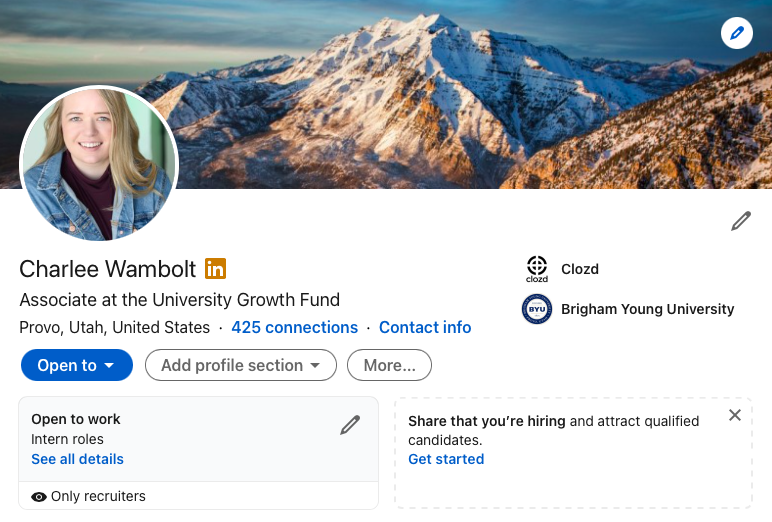 Charlee Wambolt in
Associate at the University Growth Fund
Provo, Utah, United States · 425 connections · Contact info
Open to Add profile section More...
clozd Clozd
BYU Brigham Young University
Open to work
Intern roles
See all details
Only recruiters
Share that you’re hiring and attract qualified
candidates.
Get started